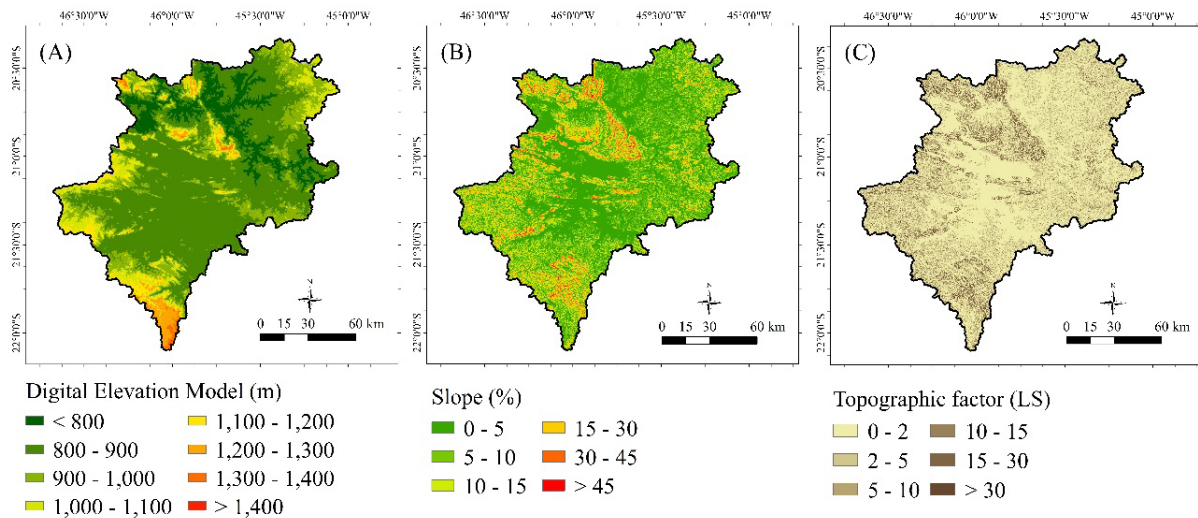 46°30'0"W 46°0'0"W 45°30'0"W 45°0'0"W
46°30'0"W 46°0'0"W 45°30'0"W 45°0'0"W
46°30'0"W 46°0'0"W 45°30'0"W 45°0'0"W
(A)
20°30'0"S
21°0'0"S
21°30'0"S
22°0'0"S
N
0 15 30 60 km
(B)
20°30'0"S
21°0'0"S
21°30'0"S
22°0'0"S
N
0 15 30 60 km
(C)
20°30'0"S
21°0'0"S
21°30'0"S
22°0'0"S
N
0 15 30 60 km
Digital Elevation Model (m)
< 800 1,100 - 1,200
800 - 900 1,200 - 1,300
900 - 1,000 1,300 - 1,400
1,000 - 1,100 > 1,400
Slope (%)
0 - 5 15 - 30
5 - 10 30 - 45
10 - 15 > 45
Topographic factor (LS)
0 - 2 10 - 15
2 - 5 15 - 30
5 - 10 > 30